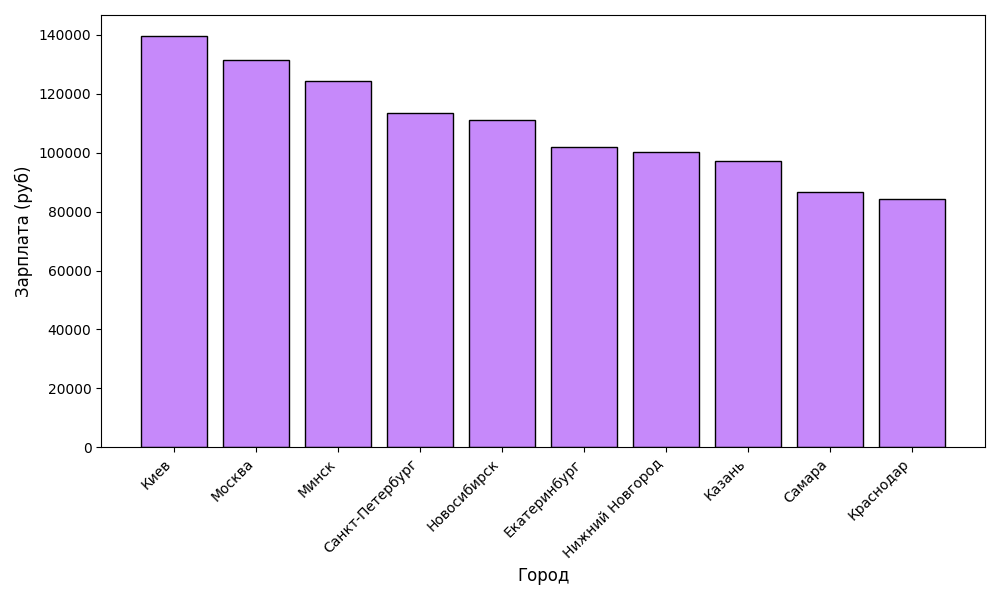 140000
120000
100000
80000
60000
40000
20000
0
Зарплата (руб)
Киев
Москва
Минск
Санкт-Петербург
Новосибирск
Екатеринбург
Нижний Новгород
Казань
Самара
Краснодар
Город